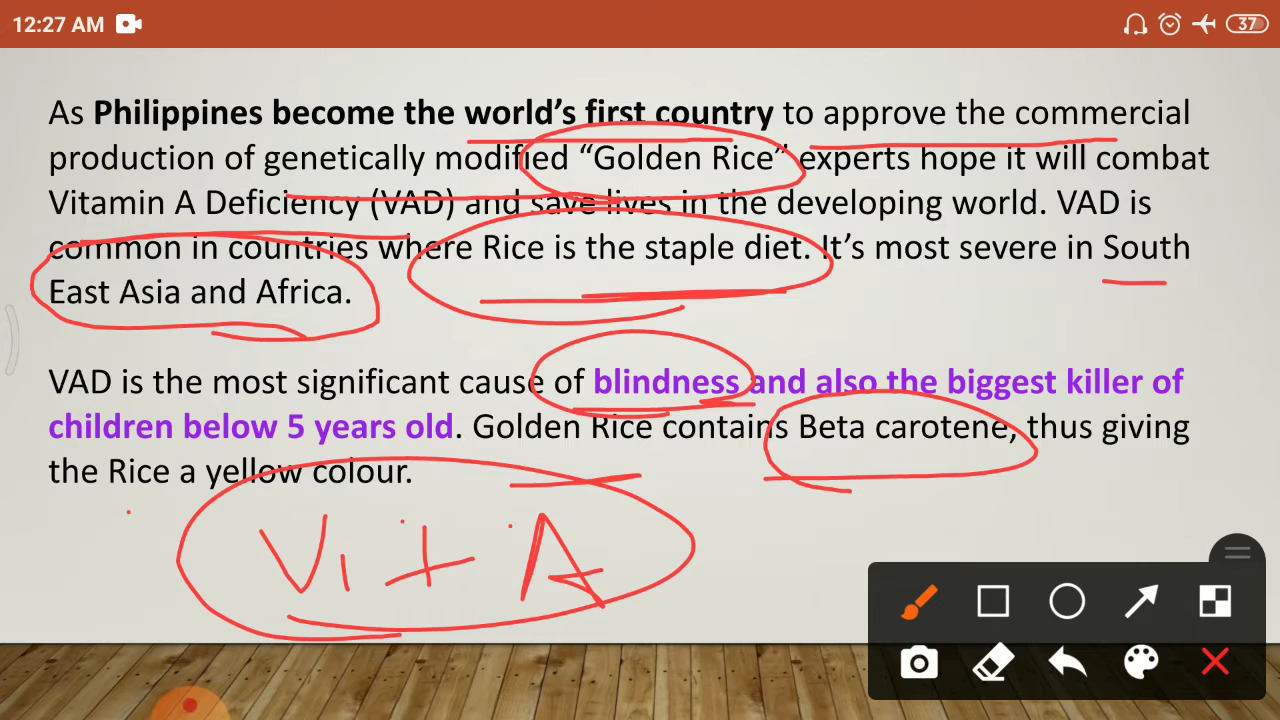 12:27 AM
37
As Philippines become the world's first country to approve the commercial
production of genetically modified “Golden Rice” experts hope it will combat
Vitamin A Deficiency (VAD) and save lives in the developing world. VAD is
common in countries where Rice is the staple diet. It's most severe in South
East Asia and Africa.
VAD is the most significant cause of blindness and also the biggest killer of
children below 5 years old. Golden Rice contains Beta carotene, thus giving
the Rice a yellow colour.
Vit A